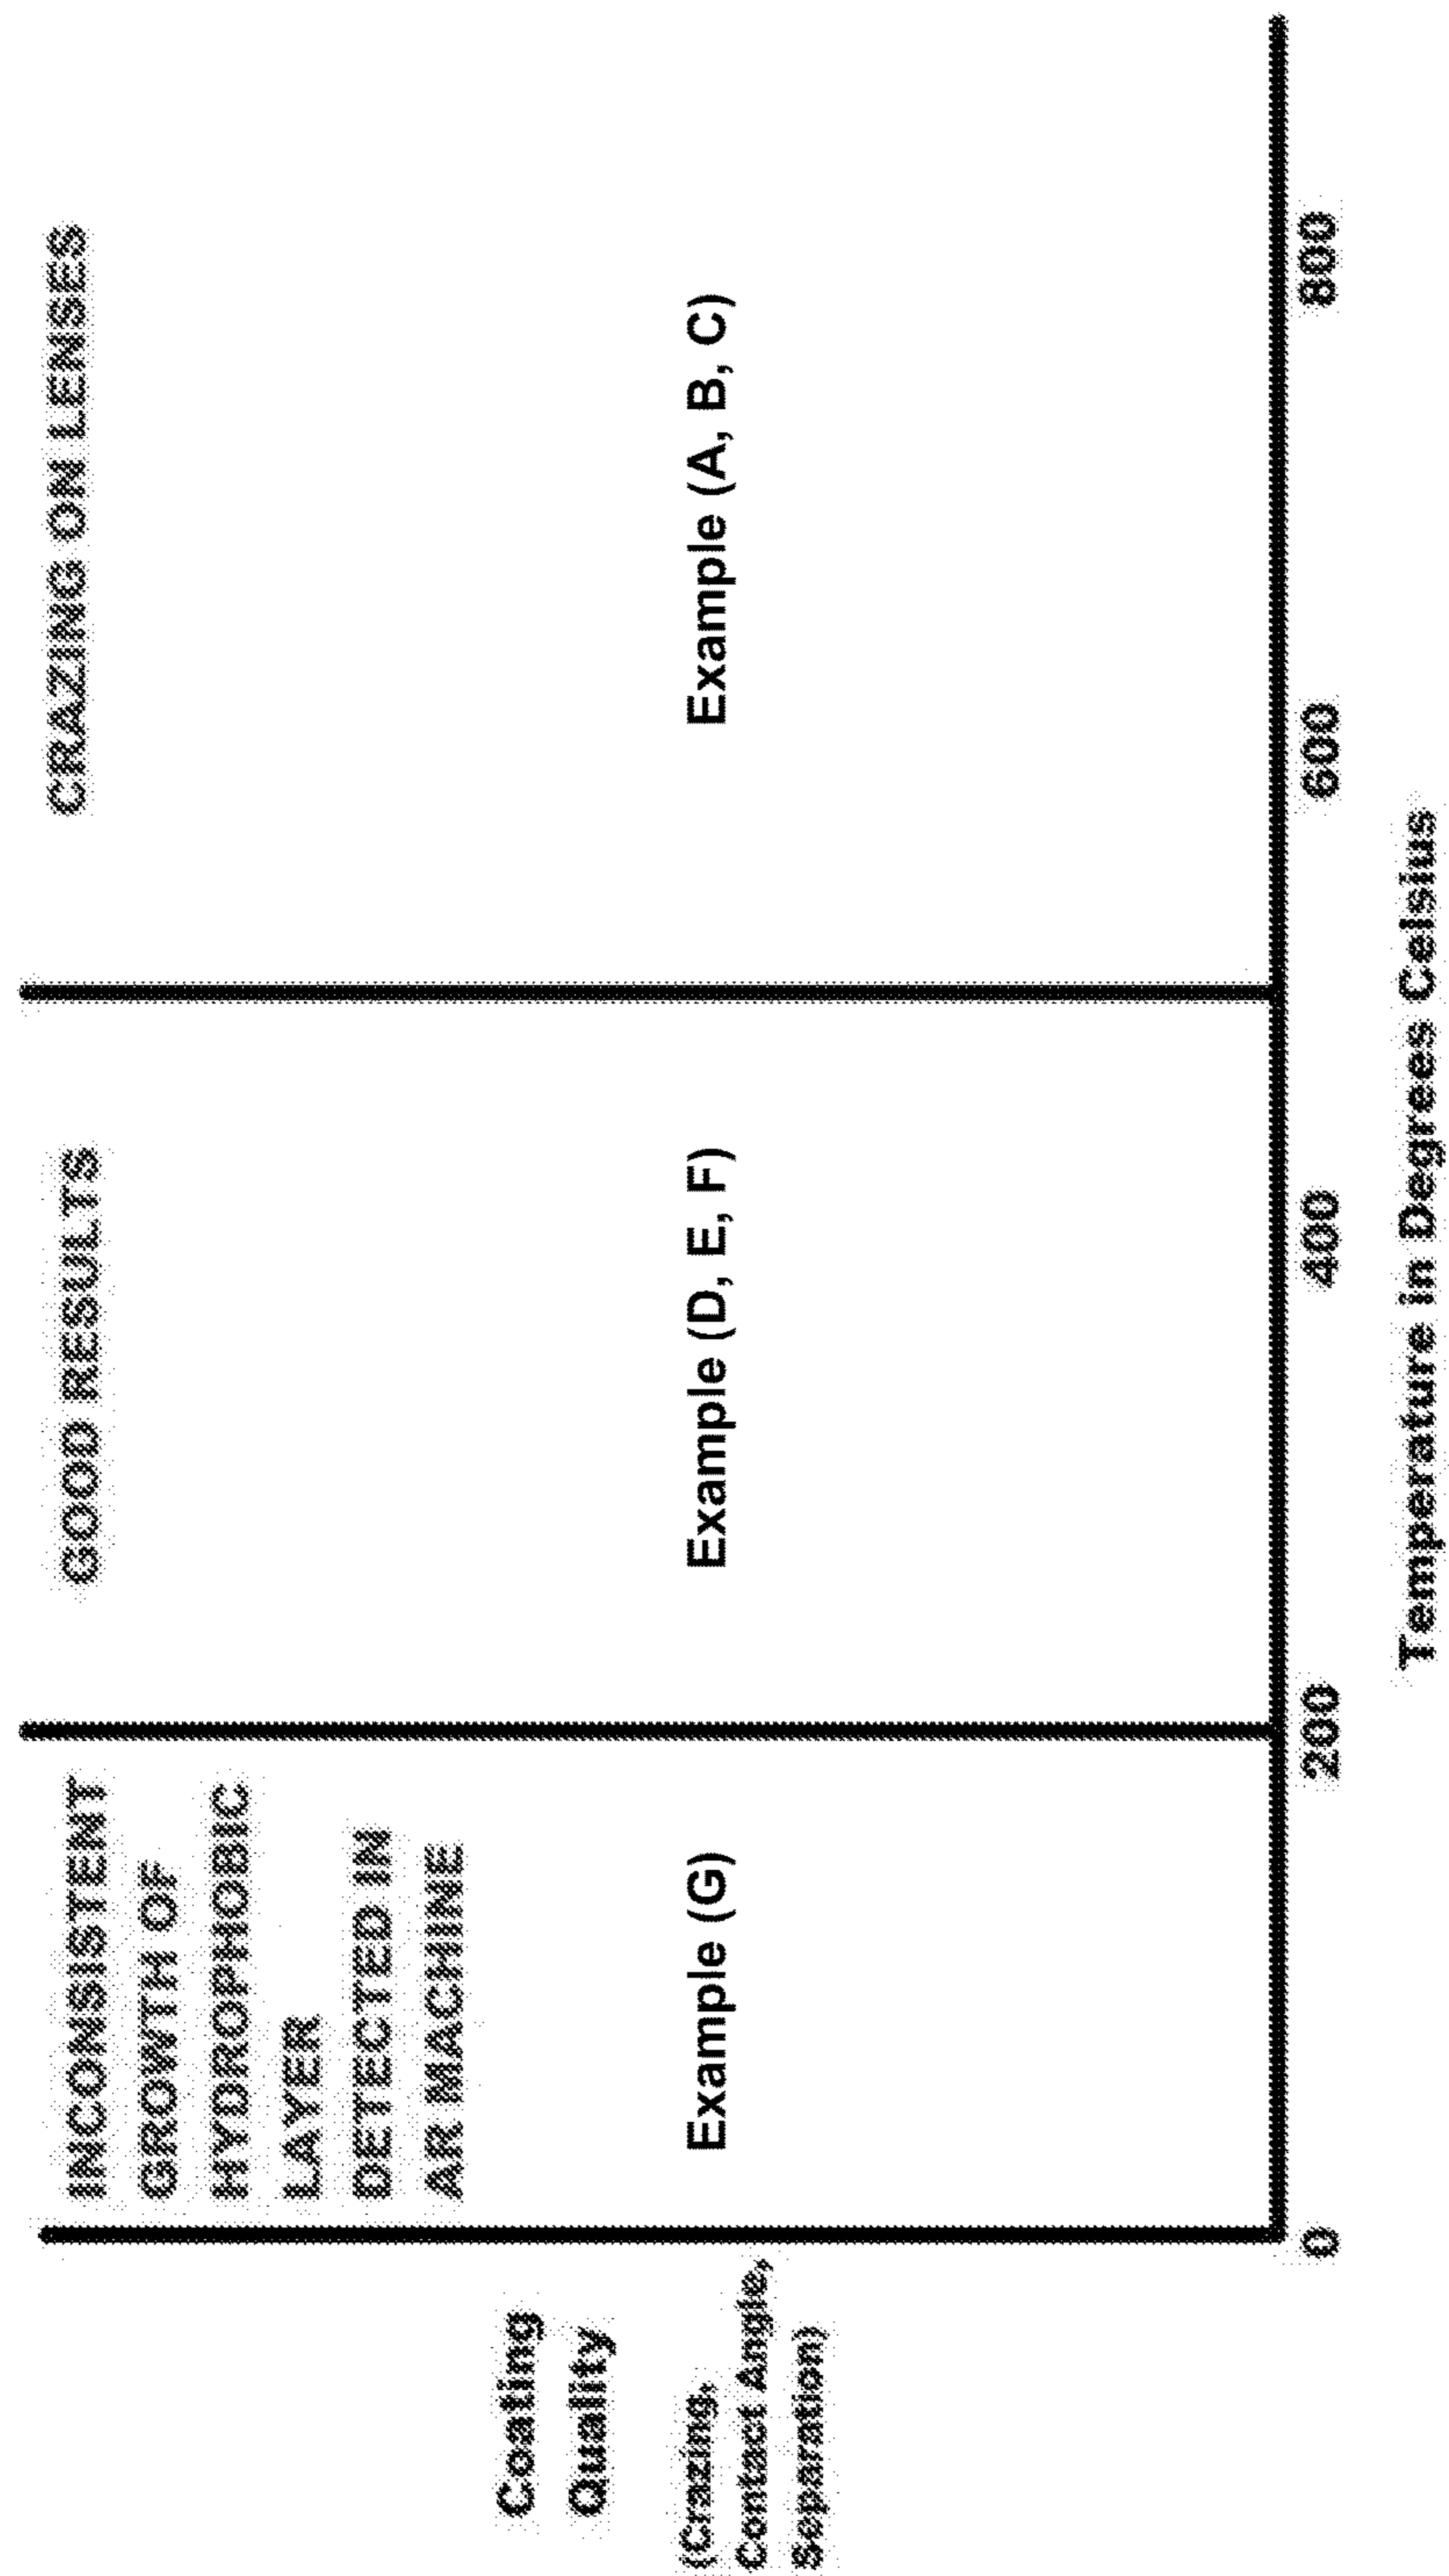 Coating
Quality
(Crazing,
Contact Angle,
Separation)
INCONSISTENT
GROWTH OF
HYDROPHOBIC
LAYER
DETECTED IN
AR MACHINE
Example (G)
GOOD RESULTS
Example (D, E, F)
CRAZING ON LENSES
Example (A, B, C)
0
200
400
600
800
Temperature in Degrees Celsius